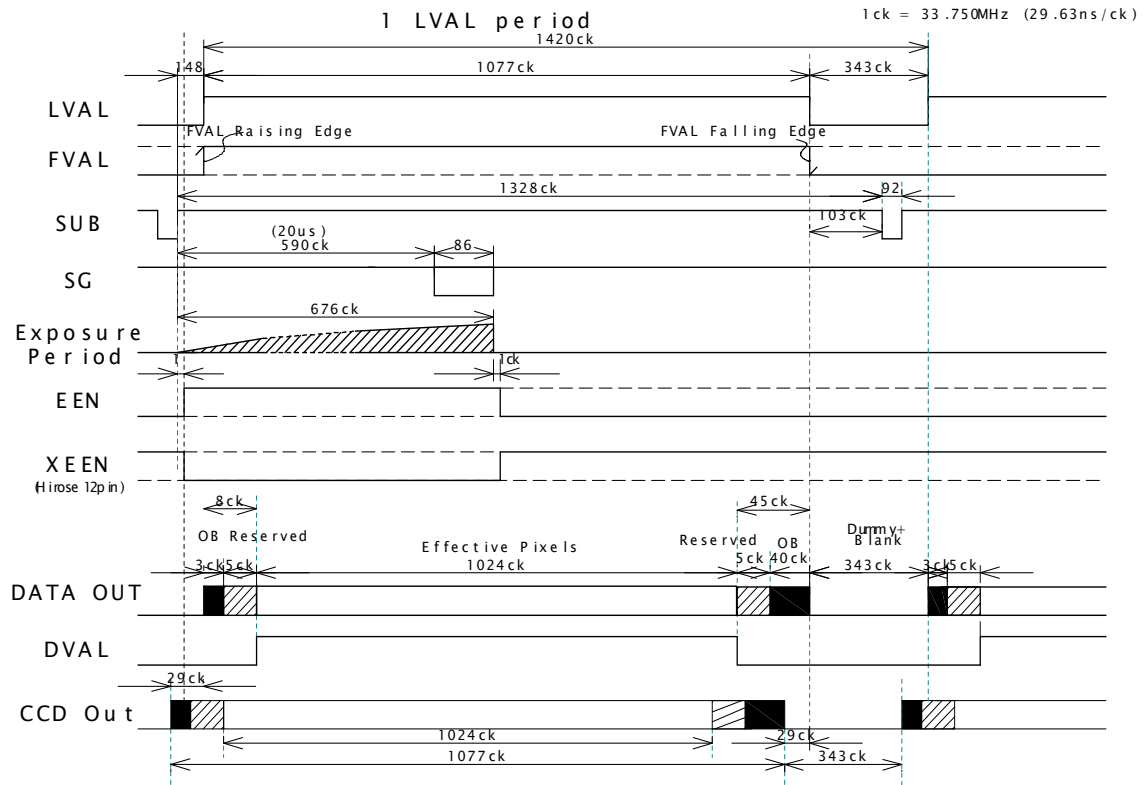 1 LVAL period
1ck = 33.750MHz (29.63ns/ck)
1420ck
148
1077ck
343ck
LVAL
FVAL Raising Edge
FVAL Falling Edge
FVAL
1328ck
92
SUB
103ck
(20us)
590ck
86
SG
676ck
Exposure
Period
1
1ck
EEN
XEEN
(Hirose 12pin)
8ck
45ck
OB Reserved
Effective Pixels
Reserved
OB
Dummy+
Blank
3ck
5ck
1024ck
5ck
40ck
343ck
3ck
5ck
DATA OUT
DVAL
29ck
CCD Out
1024ck
29ck
1077ck
343ck